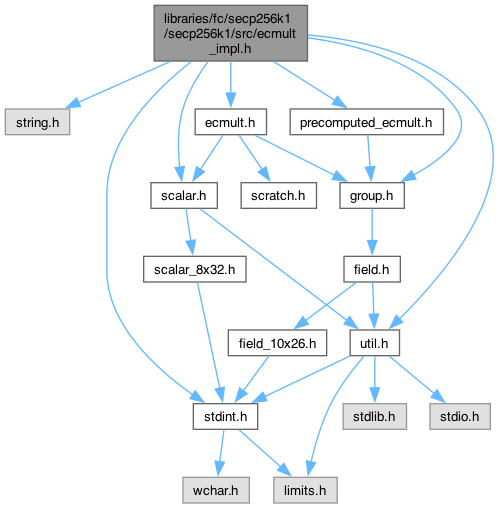 libraries/fc/secp256k1
/secp256k1/src/ecmult
_impl.h
string.h
ecmult.h
precomputed_ecmult.h
scalar.h
scratch.h
group.h
scalar_8x32.h
field.h
field_10x26.h
util.h
stdint.h
stdlib.h
stdio.h
wchar.h
limits.h